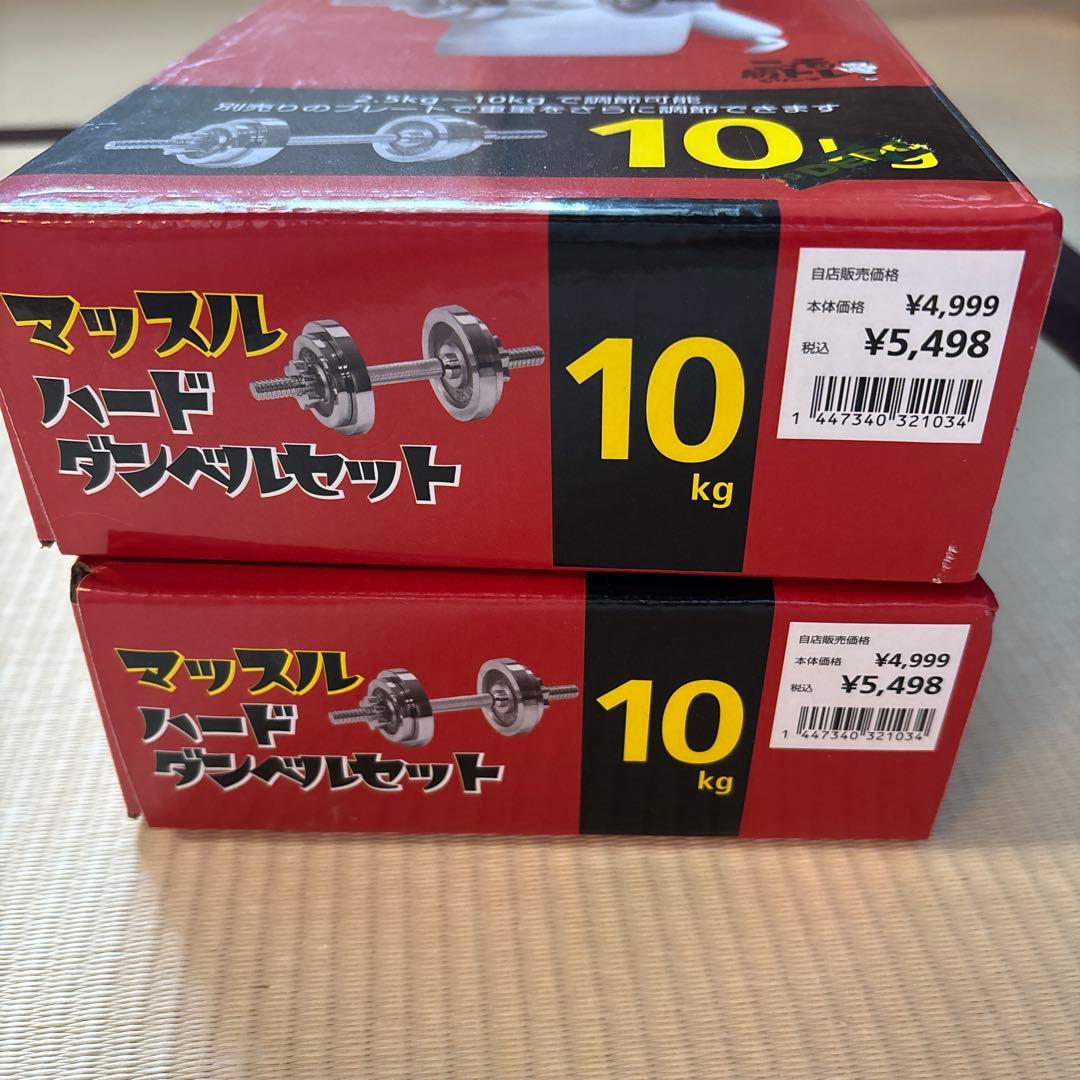 2.5kg~10kgで調節可能
別売りのプレートで重量をさらに調節できます
10kg
マッスル
ハード
ダンベルセット
10
kg
自店販売価格
本体価格 ¥4,999
税込 ¥5,498
1 447340 321034
マッスル
ハード
ダンベルセット
10
kg
自店販売価格
本体価格 ¥4,999
税込 ¥5,498
1 447340 321034